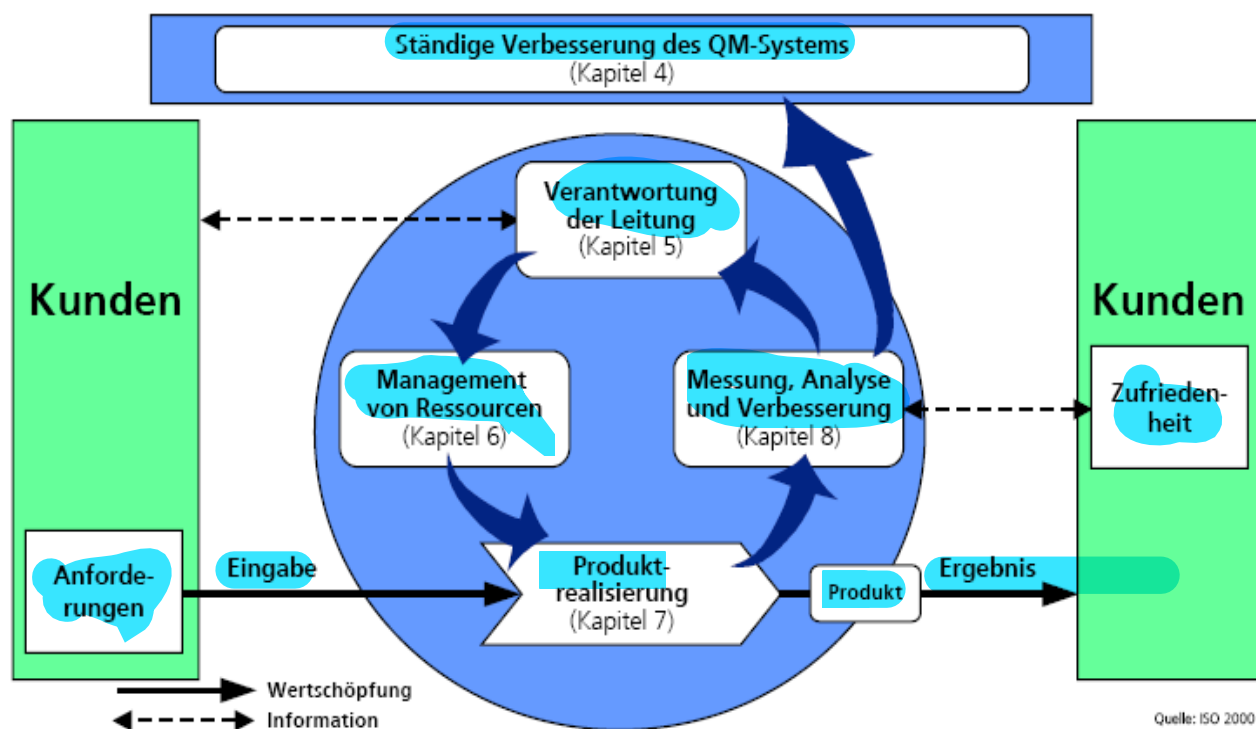 Ständige Verbesserung des QM-Systems
(Kapitel 4)
Verantwortung
der Leitung
(Kapitel 5)
Kunden
Kunden
Management
von Ressourcen
(Kapitel 6)
Messung, Analyse
und Verbesserung
(Kapitel 8)
Zufrieden-
heit
Anforde-
rungen
Eingabe
Produkt-
realisierung
(Kapitel 7)
Produkt
Ergebnis
Wertschöpfung
Information
Quelle: ISO 2000